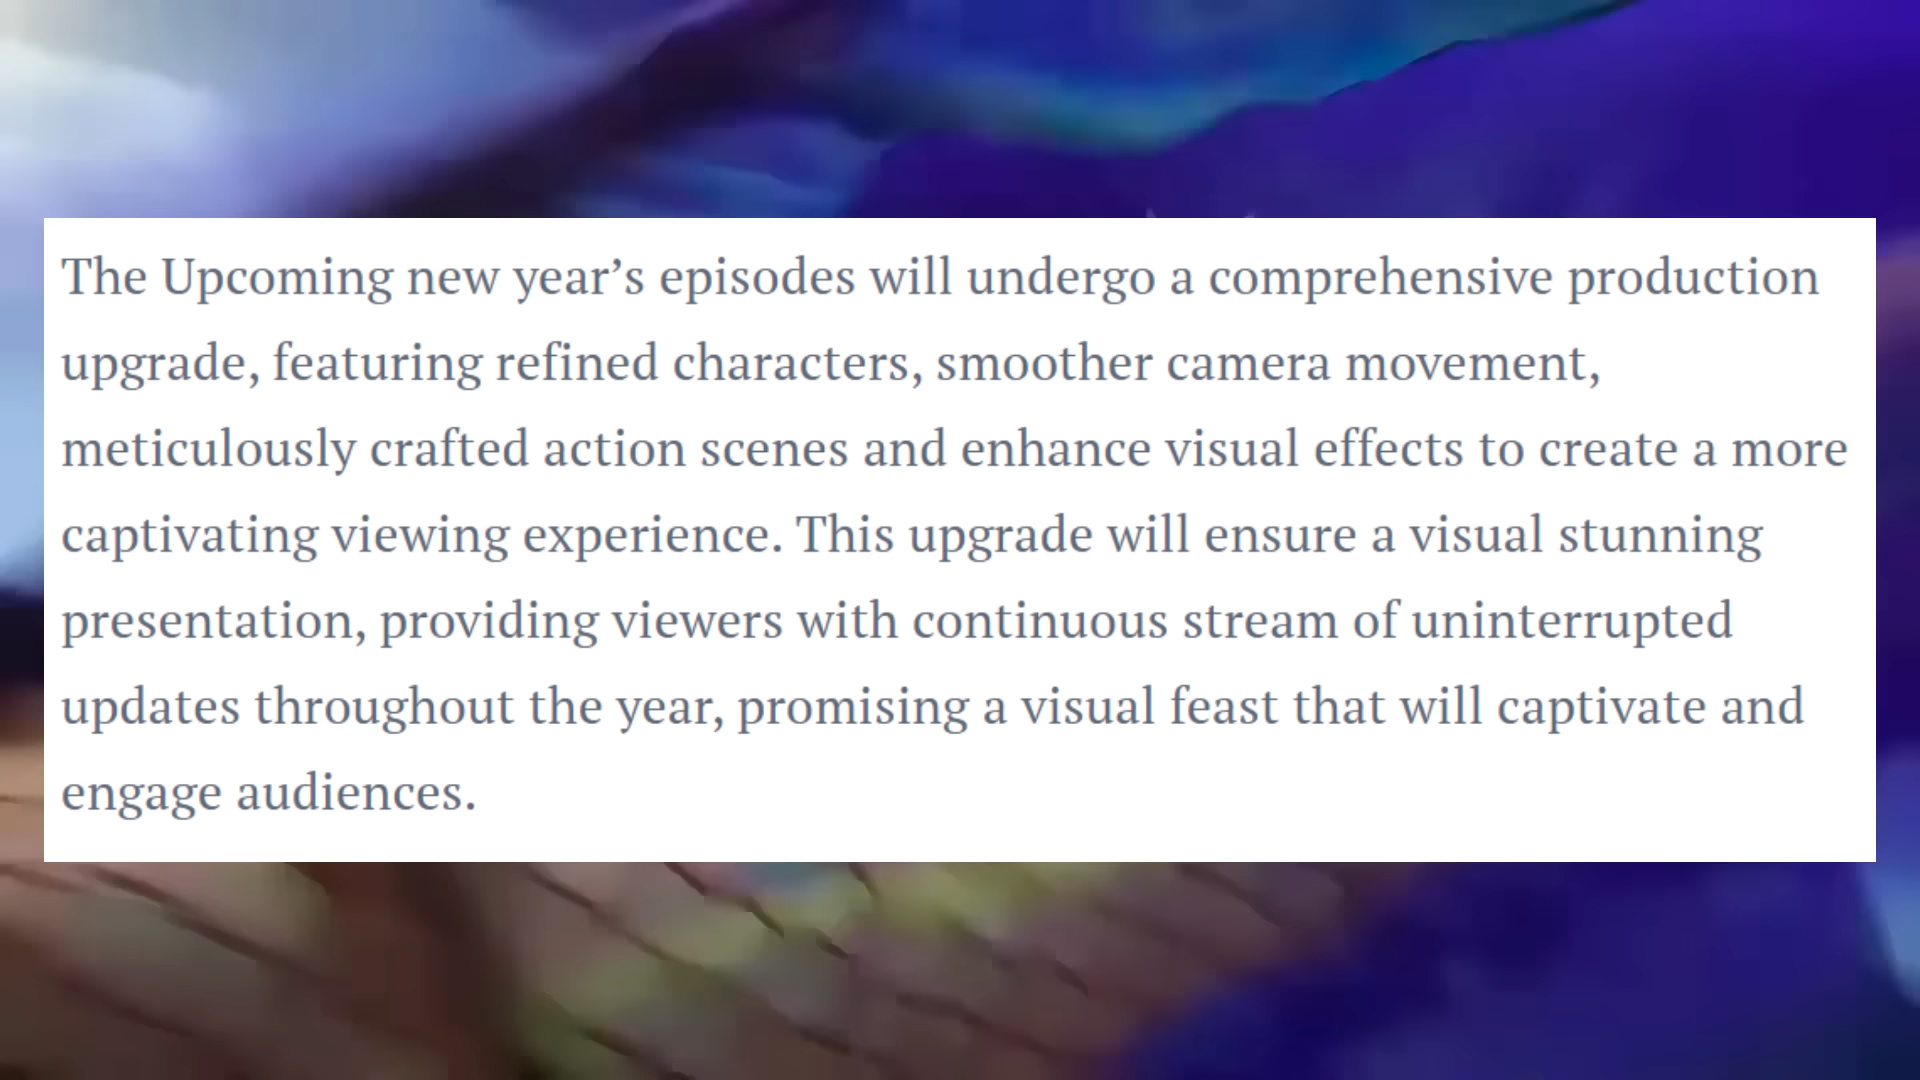 The Upcoming new year’s episodes will undergo a comprehensive production
upgrade, featuring refined characters, smoother camera movement,
meticulously crafted action scenes and enhance visual effects to create a more
captivating viewing experience. This upgrade will ensure a visual stunning
presentation, providing viewers with continuous stream of uninterrupted
updates throughout the year, promising a visual feast that will captivate and
engage audiences.